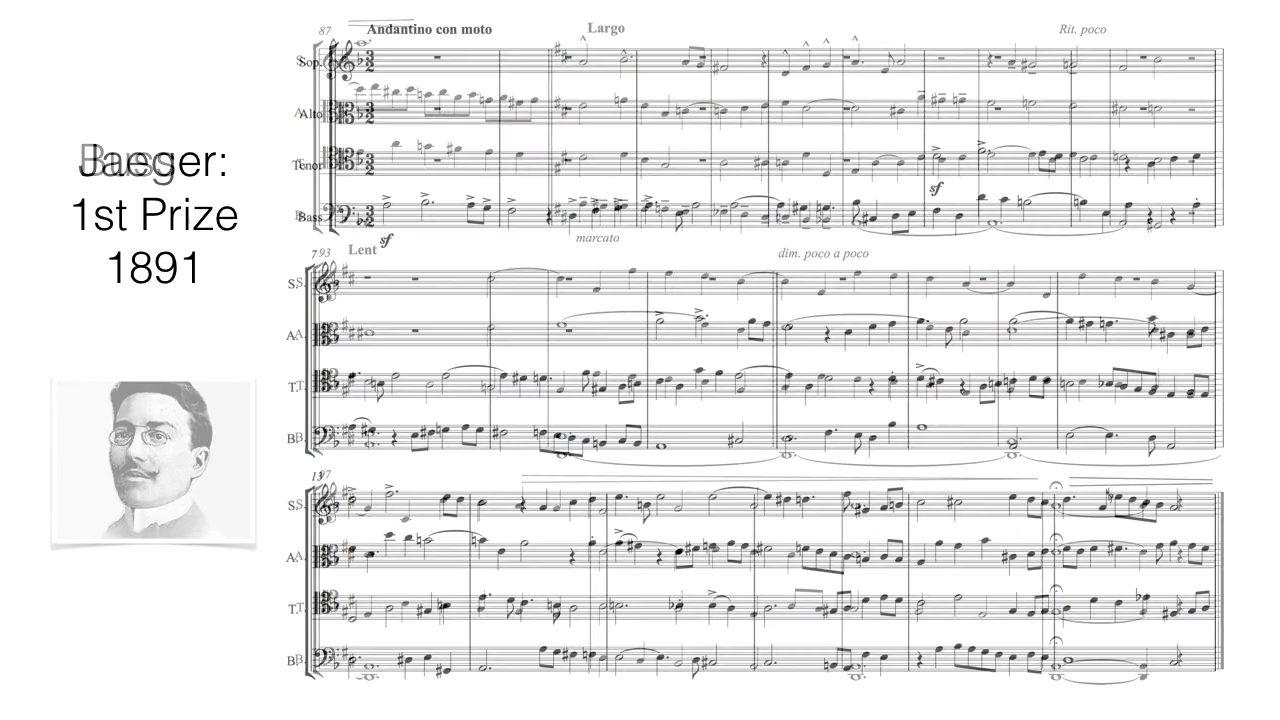 87
Andantino con moto
Largo
Rit. poco
Sop.
Alto
Tenor
Bass
sf
sf
marcato
Jaeger:
1st Prize
1891
93
Lent
dim. poco a poco
S.
A.
T.
B.
S.
A.
T.
B.